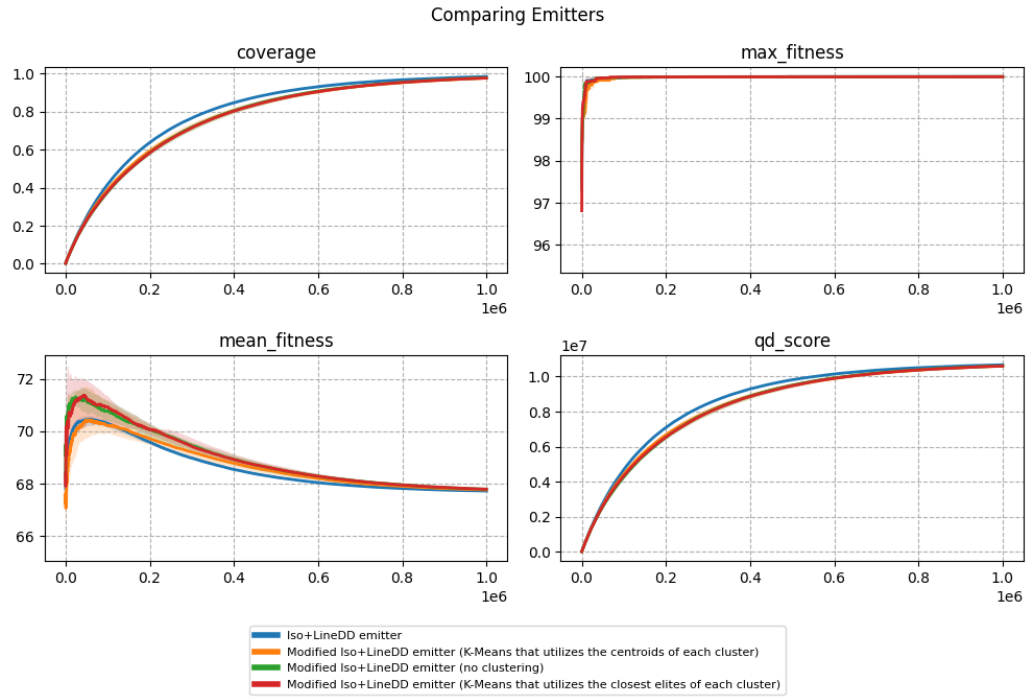 Comparing Emitters
coverage
1.0
0.8
0.6
0.4
0.2
0.0
0.0 0.2 0.4 0.6 0.8 1.0
1e6
max_fitness
100
99
98
97
96
0.0 0.2 0.4 0.6 0.8 1.0
1e6
mean_fitness
72
70
68
66
0.0 0.2 0.4 0.6 0.8 1.0
1e6
qd_score
1e7
1.0
0.8
0.6
0.4
0.2
0.0
0.0 0.2 0.4 0.6 0.8 1.0
1e6
Iso+LineDD emitter
Modified Iso+LineDD emitter (K-Means that utilizes the centroids of each cluster)
Modified Iso+LineDD emitter (no clustering)
Modified Iso+LineDD emitter (K-Means that utilizes the closest elites of each cluster)